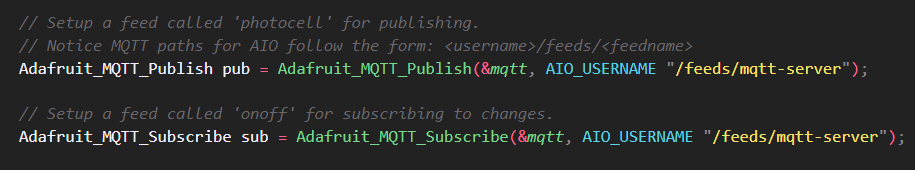 // Setup a feed called 'photocell' for publishing.
// Notice MQTT paths for AIO follow the form: <username>/feeds/<feedname>
Adafruit_MQTT_Publish pub = Adafruit_MQTT_Publish(&mqtt, AIO_USERNAME "/feeds/mqtt-server");
// Setup a feed called 'onoff' for subscribing to changes.
Adafruit_MQTT_Subscribe sub = Adafruit_MQTT_Subscribe(&mqtt, AIO_USERNAME "/feeds/mqtt-server");